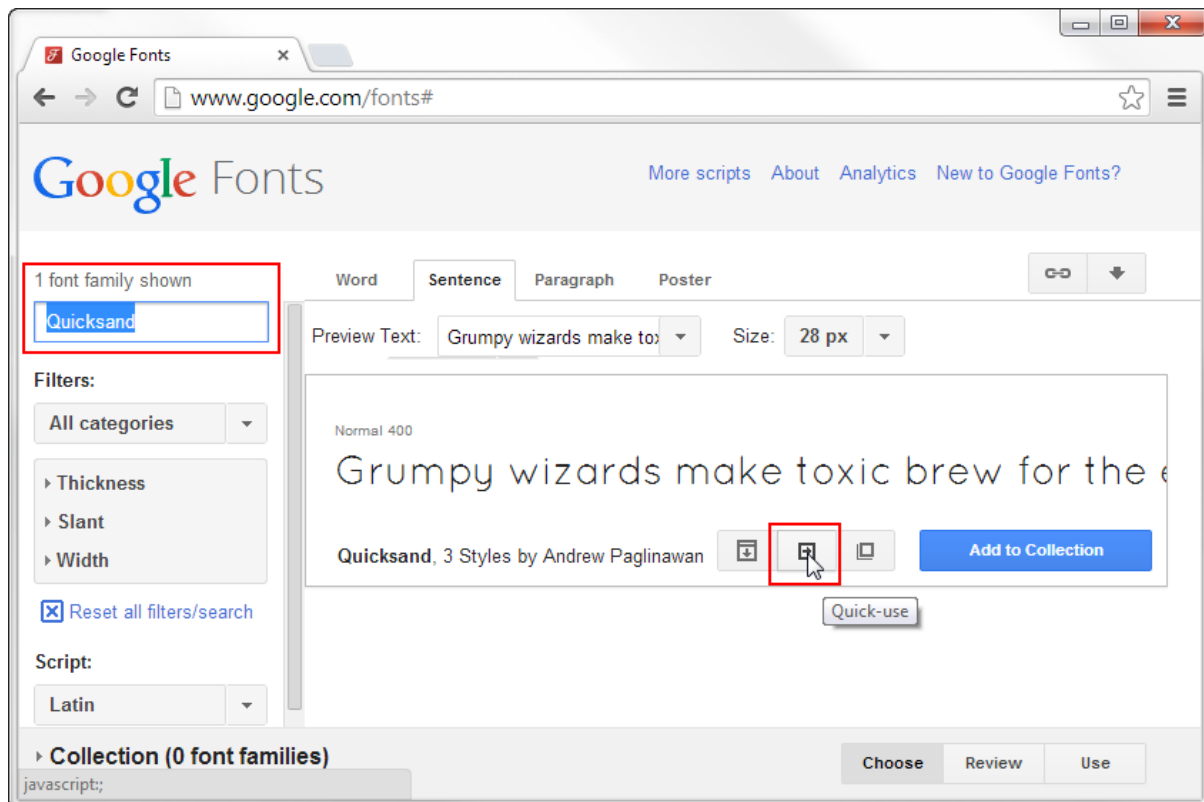 Google Fonts
www.google.com/fonts#
Google Fonts
More scripts About Analytics New to Google Fonts?
1 font family shown
Quicksand
Word Sentence Paragraph Poster
Preview Text: Grumpy wizards make tox Size: 28 px
Filters:
All categories
Thickness
Slant
Width
Reset all filters/search
Script:
Latin
Normal 400
Grumpy wizards make toxic brew for the e
Quicksand, 3 Styles by Andrew Paglinawan
Add to Collection
Quick-use
Collection (0 font families)
Choose Review Use
javascript:;